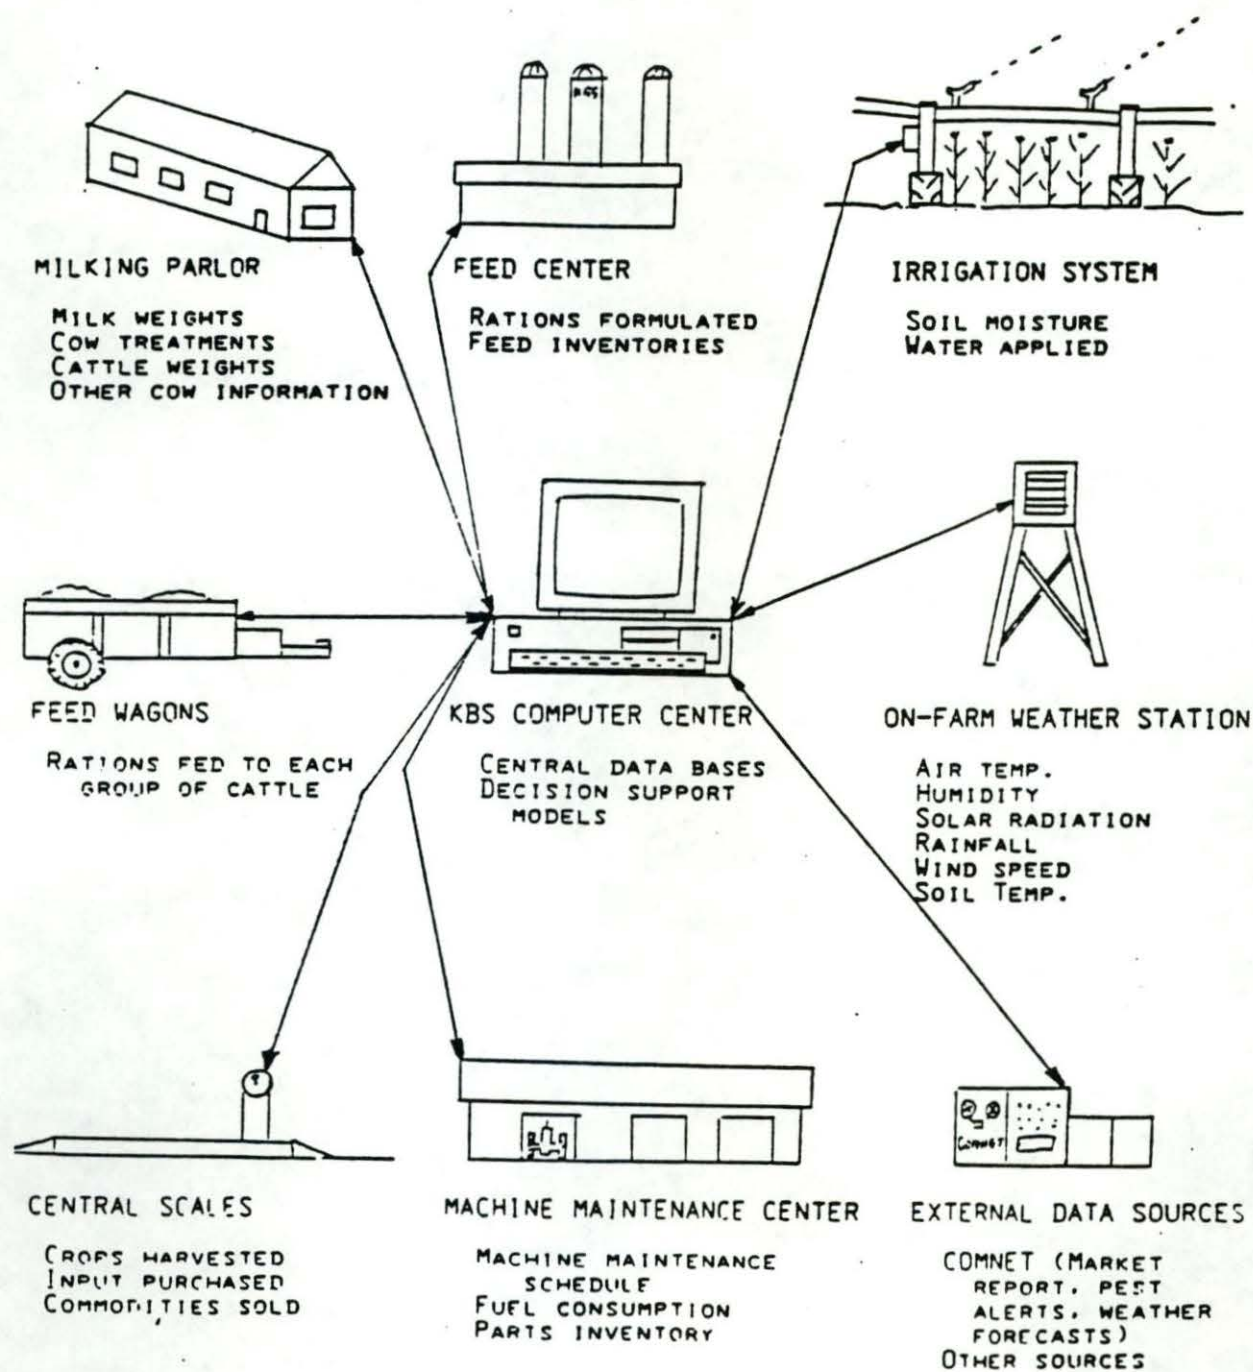 MILKING PARLOR
MILK WEIGHTS
COW TREATMENTS
CATTLE WEIGHTS
OTHER COW INFORMATION
FEED CENTER
RATIONS FORMULATED
FEED INVENTORIES
IRRIGATION SYSTEM
SOIL MOISTURE
WATER APPLIED
FEED WAGONS
RATIONS FED TO EACH
GROUP OF CATTLE
KBS COMPUTER CENTER
CENTRAL DATA BASES
DECISION SUPPORT
MODELS
ON-FARM WEATHER STATION
AIR TEMP.
HUMIDITY
SOLAR RADIATION
RAINFALL
WIND SPEED
SOIL TEMP.
CENTRAL SCALES
CROPS HARVESTED
INPUT PURCHASED
COMMODITIES SOLD
MACHINE MAINTENANCE CENTER
MACHINE MAINTENANCE
SCHEDULE
FUEL CONSUMPTION
PARTS INVENTORY
COMNET
EXTERNAL DATA SOURCES
COMNET (MARKET
REPORT, PEST
ALERTS, WEATHER
FORECASTS)
OTHER SOURCES